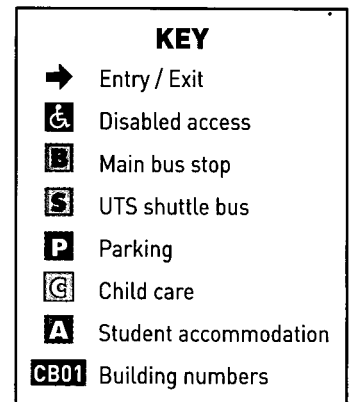 KEY
Entry / Exit
Disabled access
B Main bus stop
S UTS shuttle bus
P Parking
C Child care
A Student accommodation
CB01 Building numbers